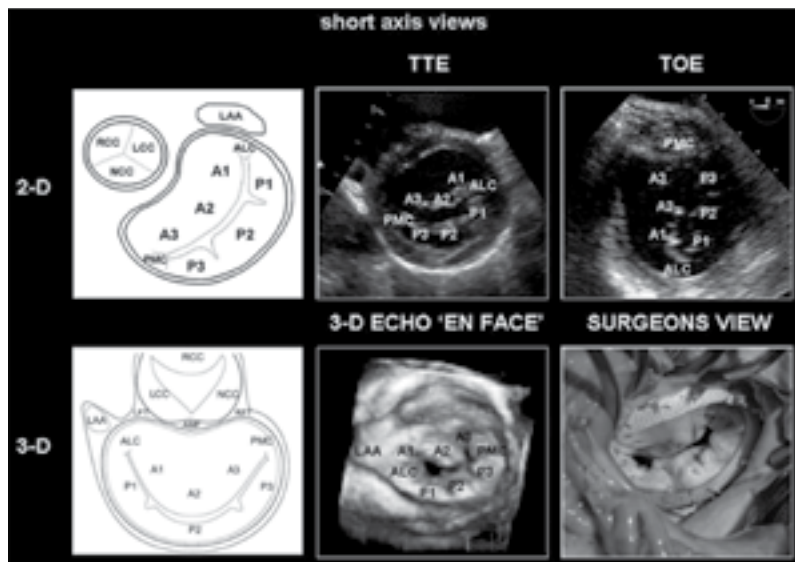 short axis views
TTE
TOE
2-D
LAA
RCC
LCC
NCC
ALC
A1
P1
A2
P2
A3
PMC
P3
A1
ALC
A3
A2
P1
PMC
P3
P2
PMC
A3
P3
P2
A1
P1
ALC
3-D ECHO ‘EN FACE’
SURGEONS VIEW
3-D
RCC
LCC
NCC
LAA
ALC
PMC
A1
A3
P1
A2
P3
P2
LAA
A1
A2
PMC
ALC
P3
P1
P2